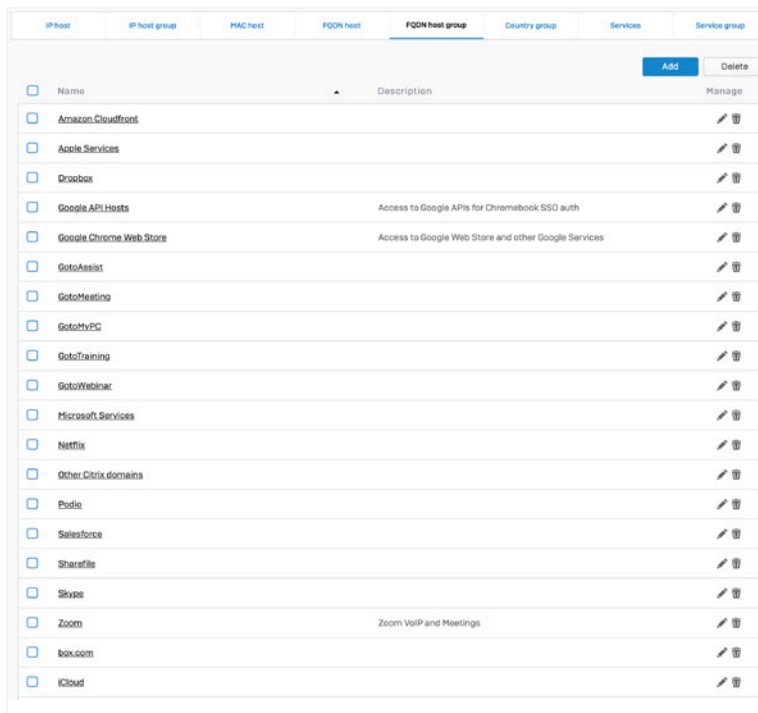 IP host IP host group MAC host FQDN host FQDN host group Country group Services Service group
Add Delete
Name Description Manage
Amazon Cloudfront
Apple Services
Dropbox
Google API Hosts Access to Google APIs for Chromebook SSO auth
Google Chrome Web Store Access to Google Web Store and other Google Services
GotoAssist
GotoMeeting
GotoMyPC
GotoTraining
GotoWebinar
Microsoft Services
Netflix
Other Citrix domains
Podio
Salesforce
Sharefile
Skype
Zoom Zoom VoIP and Meetings
box.com
iCloud